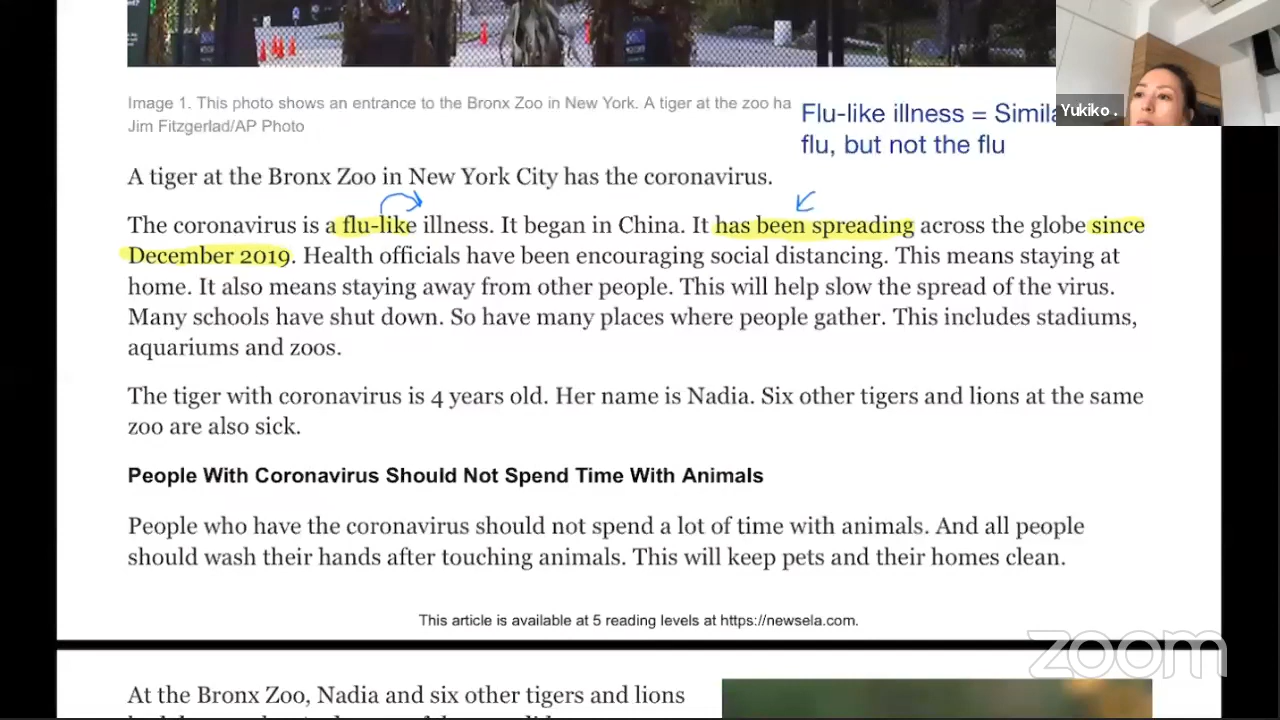 Yukiko .
Image 1. This photo shows an entrance to the Bronx Zoo in New York. A tiger at the zoo ha
Jim Fitzgerlad/AP Photo
Flu-like illness = Simila
flu, but not the flu
A tiger at the Bronx Zoo in New York City has the coronavirus.
The coronavirus is a flu-like illness. It began in China. It has been spreading across the globe since
December 2019. Health officials have been encouraging social distancing. This means staying at
home. It also means staying away from other people. This will help slow the spread of the virus.
Many schools have shut down. So have many places where people gather. This includes stadiums,
aquariums and zoos.
The tiger with coronavirus is 4 years old. Her name is Nadia. Six other tigers and lions at the same
zoo are also sick.
People With Coronavirus Should Not Spend Time With Animals
People who have the coronavirus should not spend a lot of time with animals. And all people
should wash their hands after touching animals. This will keep pets and their homes clean.
This article is available at 5 reading levels at https://newsela.com.
zoom
At the Bronx Zoo, Nadia and six other tigers and lions